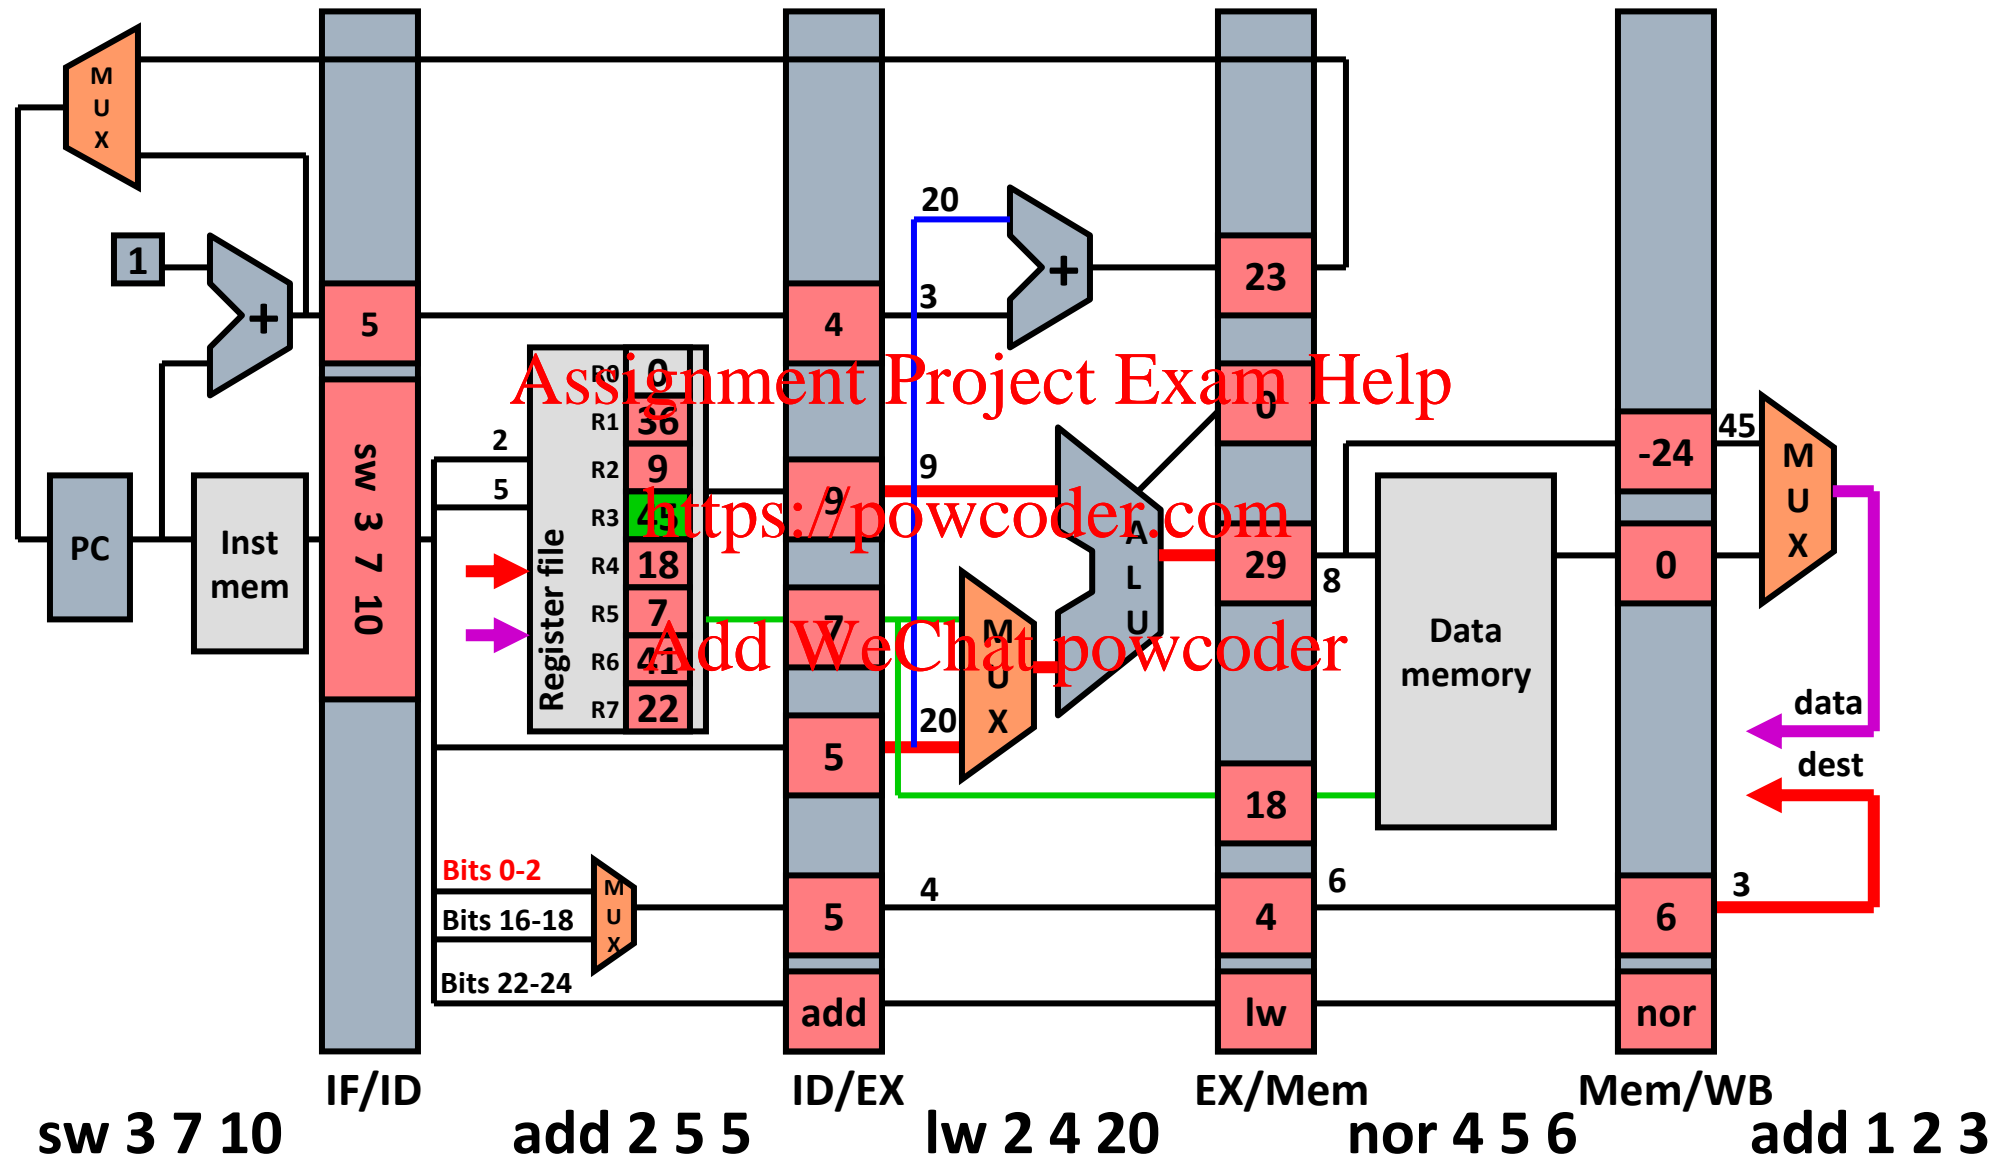 M
U
X
1
+
5
sw 3 7 10
PC
Inst
mem
2
5
Register file
R0 0
R1 36
R2 9
R3 45
R4 18
R5 7
R6 41
R7 22
Bits 0-2
Bits 16-18
Bits 22-24
M
U
X
4
9
7
5
5
add
20
3
9
20
4
+
M
U
X
A
L
U
23
0
29
18
4
lw
8
6
Data
memory
-24
0
6
nor
45
3
M
U
X
data
dest
Assignment Project Exam Help
https://powcoder.com
Add WeChat powcoder
IF/ID
ID/EX
EX/Mem
Mem/WB
sw 3 7 10
add 2 5 5
lw 2 4 20
nor 4 5 6
add 1 2 3